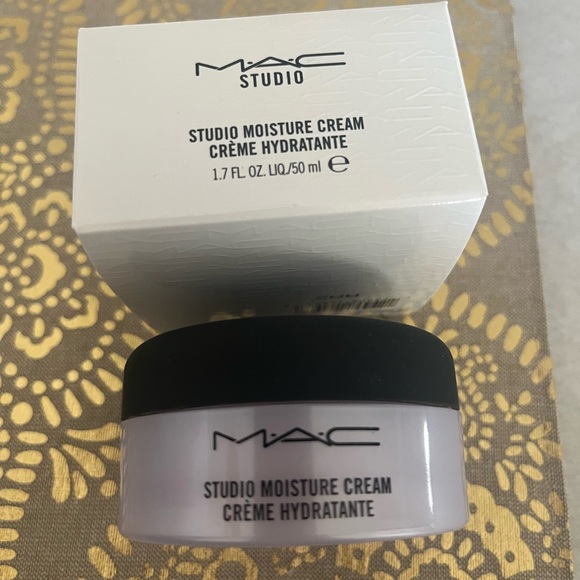 M·A·C
STUDIO
STUDIO MOISTURE CREAM
CRÈME HYDRATANTE
1.7 FL. OZ. LIQ./50 ml ℮
M·A·C
STUDIO MOISTURE CREAM
CRÈME HYDRATANTE